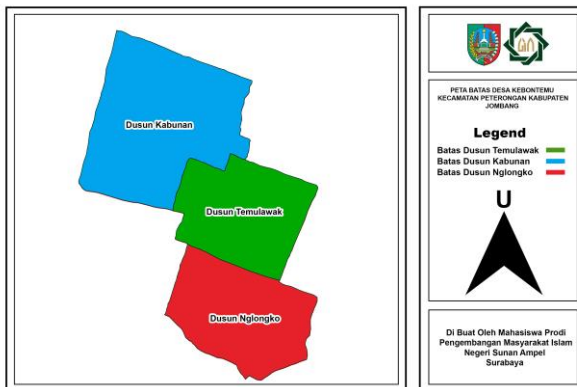 Dusun Kabunan
Dusun Temulawak
Dusun Nglongko
PETA BATAS DESA KEBONTEMU
KECAMATAN PETERONGAN KABUPATEN
JOMBANG
Legend
Batas Dusun Temulawak
Batas Dusun Kabunan
Batas Dusun Nglongko
U
Di Buat Oleh Mahasiswa Prodi
Pengembangan Masyarakat Islam
Negeri Sunan Ampel
Surabaya